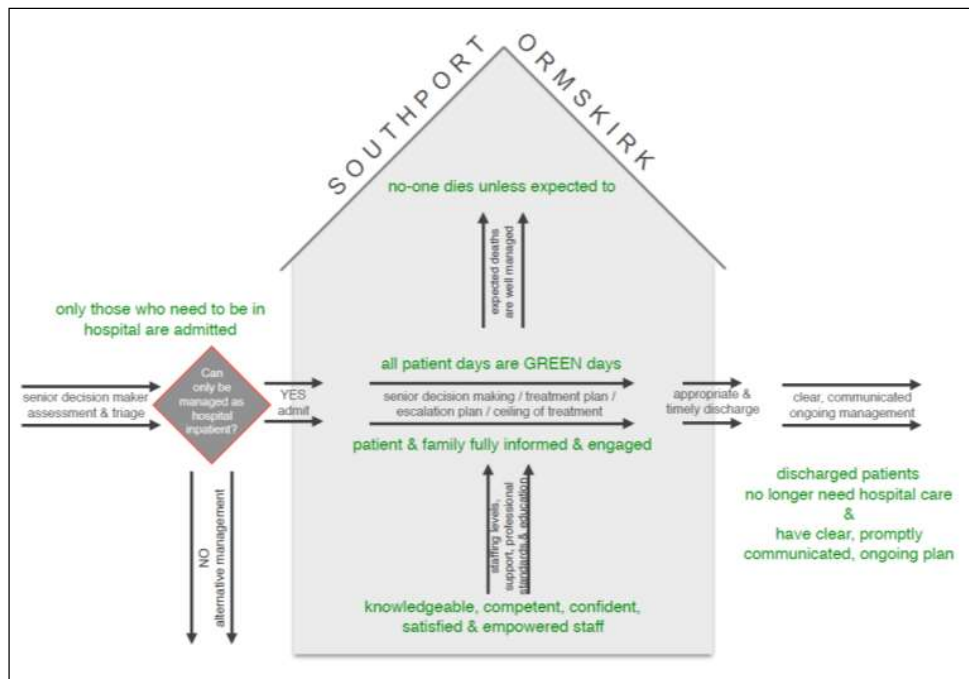 SOUTHPORT
ORMSKIRK
no-one dies unless expected to
expected deaths
are well managed
only those who need to be in
hospital are admitted
senior decision maker
assessment & triage
Can
only be
managed as
hospital
inpatient?
YES
admit
all patient days are GREEN days
senior decision making / treatment plan /
escalation plan / ceiling of treatment
patient & family fully informed & engaged
appropriate &
timely discharge
clear, communicated
ongoing management
NO
alternative management
staffing levels,
support, professional
standards & education
discharged patients
no longer need hospital care
&
have clear, promptly
communicated, ongoing plan
knowledgeable, competent, confident,
satisfied & empowered staff